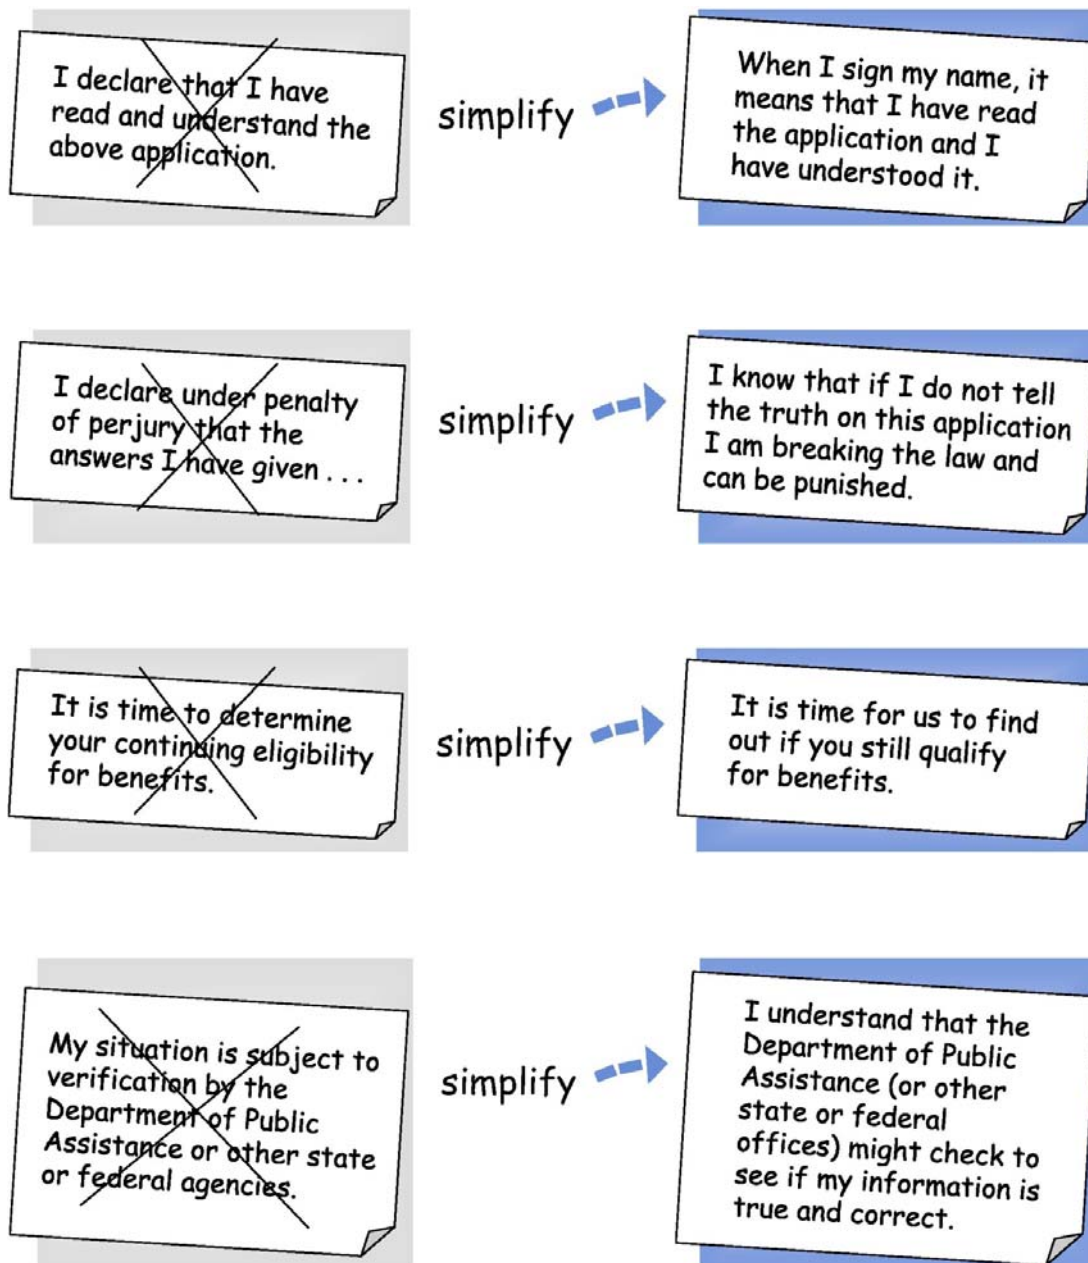 I declare that I have
read and understand the
above application.
simplify
When I sign my name, it
means that I have read
the application and I
have understood it.
I declare under penalty
of perjury that the
answers I have given . . .
simplify
I know that if I do not tell
the truth on this application
I am breaking the law and
can be punished.
It is time to determine
your continuing eligibility
for benefits.
simplify
It is time for us to find
out if you still qualify
for benefits.
My situation is subject to
verification by the
Department of Public
Assistance or other state
or federal agencies.
simplify
I understand that the
Department of Public
Assistance (or other
state or federal
offices) might check to
see if my information is
true and correct.